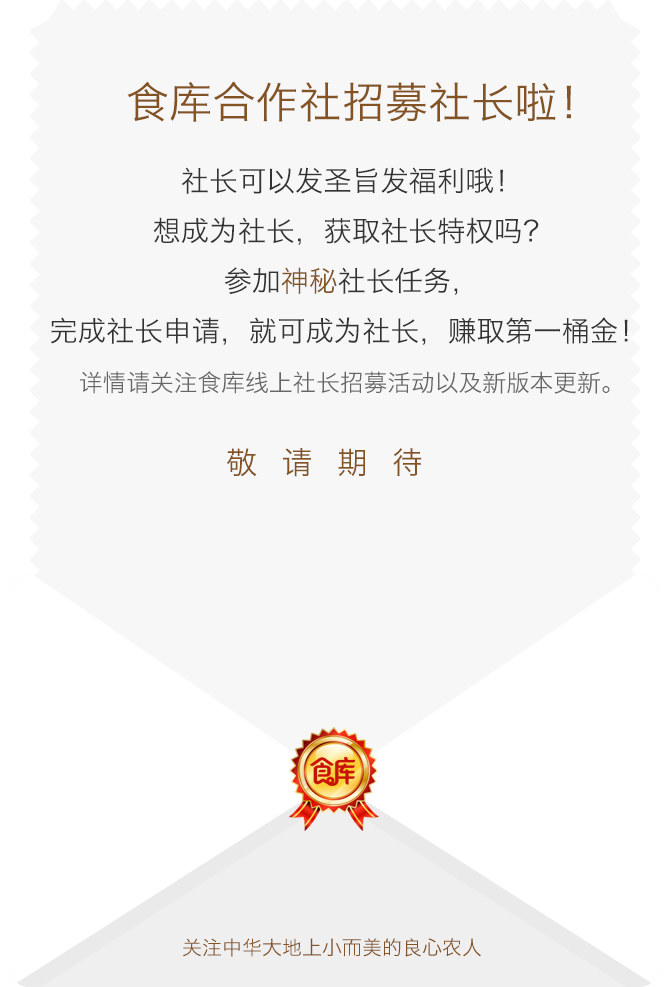 食库合作社招募社长啦！
社长可以发圣旨发福利哦！
想成为社长，获取社长特权吗？
参加神秘社长任务，
完成社长申请，就可成为社长，赚取第一桶金！
详情请关注食库线上社长招募活动以及新版本更新。
敬请期待
食库
关注中华大地上小而美的良心农人